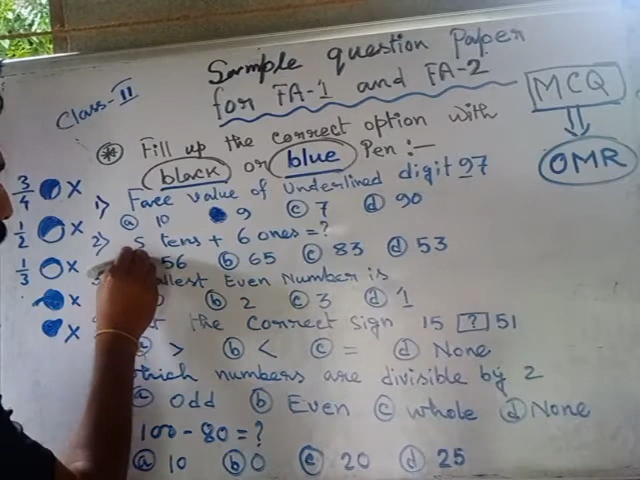 Sample question Paper
for FA-1 and FA-2
Class-II
MCQ
⇓
OMR
⊛ Fill up the correct option with
black or blue Pen :—
1) Face value of Underlined digit 97
ⓐ 10 9 ⓒ 7 ⓓ 90
2) 5 tens + 6 ones = ?
56 ⓑ 65 ⓒ 83 ⓓ 53
Even Number is
ⓑ 2 ⓒ 3 ⓓ 1
the correct sign 15 [?] 51
ⓐ > ⓑ < ⓒ = ⓓ None
which numbers are divisible by 2
ⓐ Odd ⓑ Even ⓒ whole ⓓ None
100 - 80 = ?
ⓐ 10 ⓑ 0 ⓒ 20 ⓓ 25
3/4 X
1/2 X
1/3 X
X
X